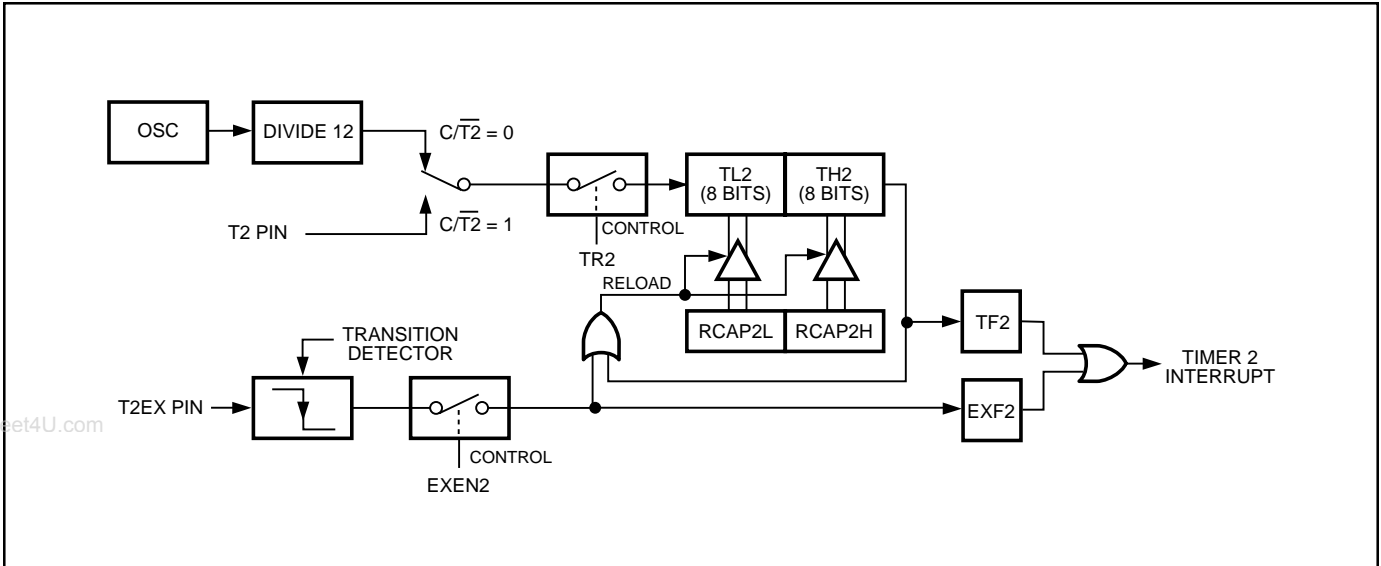 OSC
DIVIDE 12
C/T2 = 0
TL2
(8 BITS)
TH2
(8 BITS)
T2 PIN
C/T2 = 1
CONTROL
TR2
RELOAD
RCAP2L
RCAP2H
TF2
TRANSITION
DETECTOR
TIMER 2
INTERRUPT
T2EX PIN
EXF2
eet4U.com
CONTROL
EXEN2